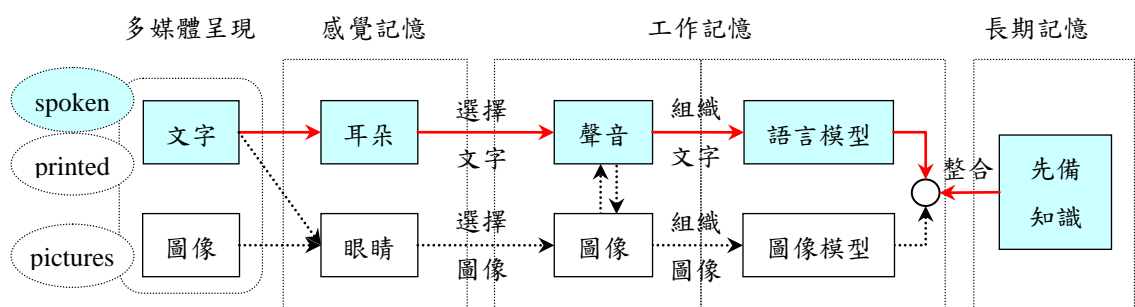 多媒體呈現
感覺記憶
工作記憶
長期記憶
spoken
文字
耳朵
選擇
文字
聲音
組織
文字
語言模型
整合
先備
知識
printed
pictures
圖像
眼睛
選擇
圖像
圖像
組織
圖像
圖像模型